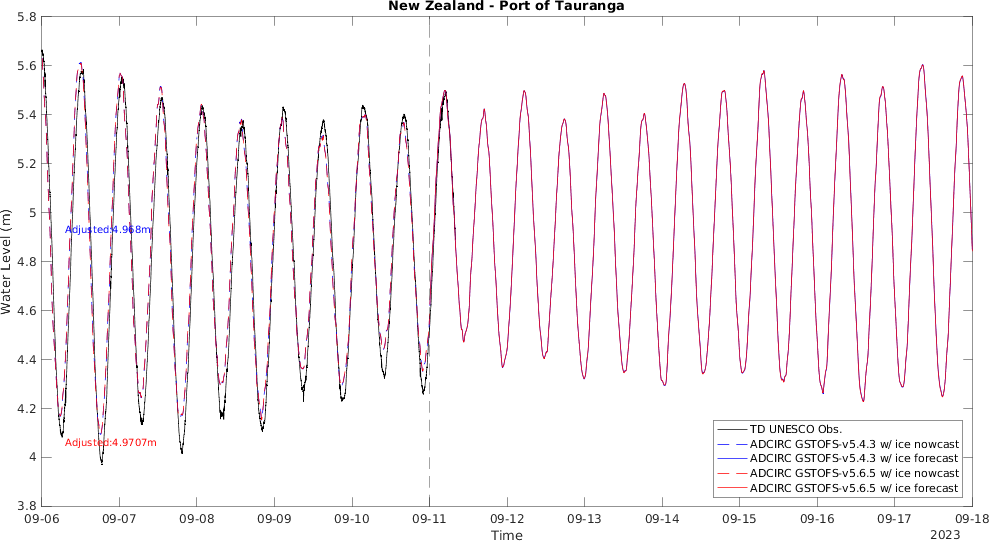 New Zealand - Port of Tauranga
Water Level (m)
5.8
5.6
5.4
5.2
5
4.8
4.6
4.4
4.2
4
3.8
Adjusted:4.968m
Adjusted:4.9707m
TD UNESCO Obs.
ADCIRC GSTOFS-v5.4.3 w/ ice nowcast
ADCIRC GSTOFS-v5.4.3 w/ ice forecast
ADCIRC GSTOFS-v5.6.5 w/ ice nowcast
ADCIRC GSTOFS-v5.6.5 w/ ice forecast
09-06 09-07 09-08 09-09 09-10 09-11 09-12 09-13 09-14 09-15 09-16 09-17 09-18
Time
2023